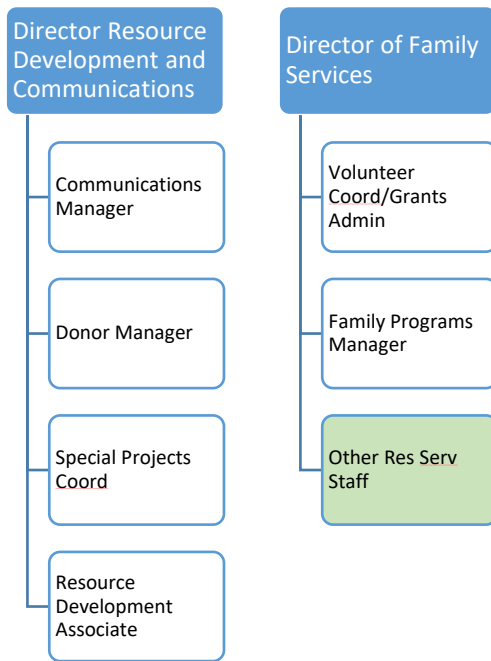 Director Resource
Development and
Communications
Communications
Manager
Donor Manager
Special Projects
Coord
Resource
Development
Associate
Director of Family
Services
Volunteer
Coord/Grants
Admin
Family Programs
Manager
Other Res Serv
Staff